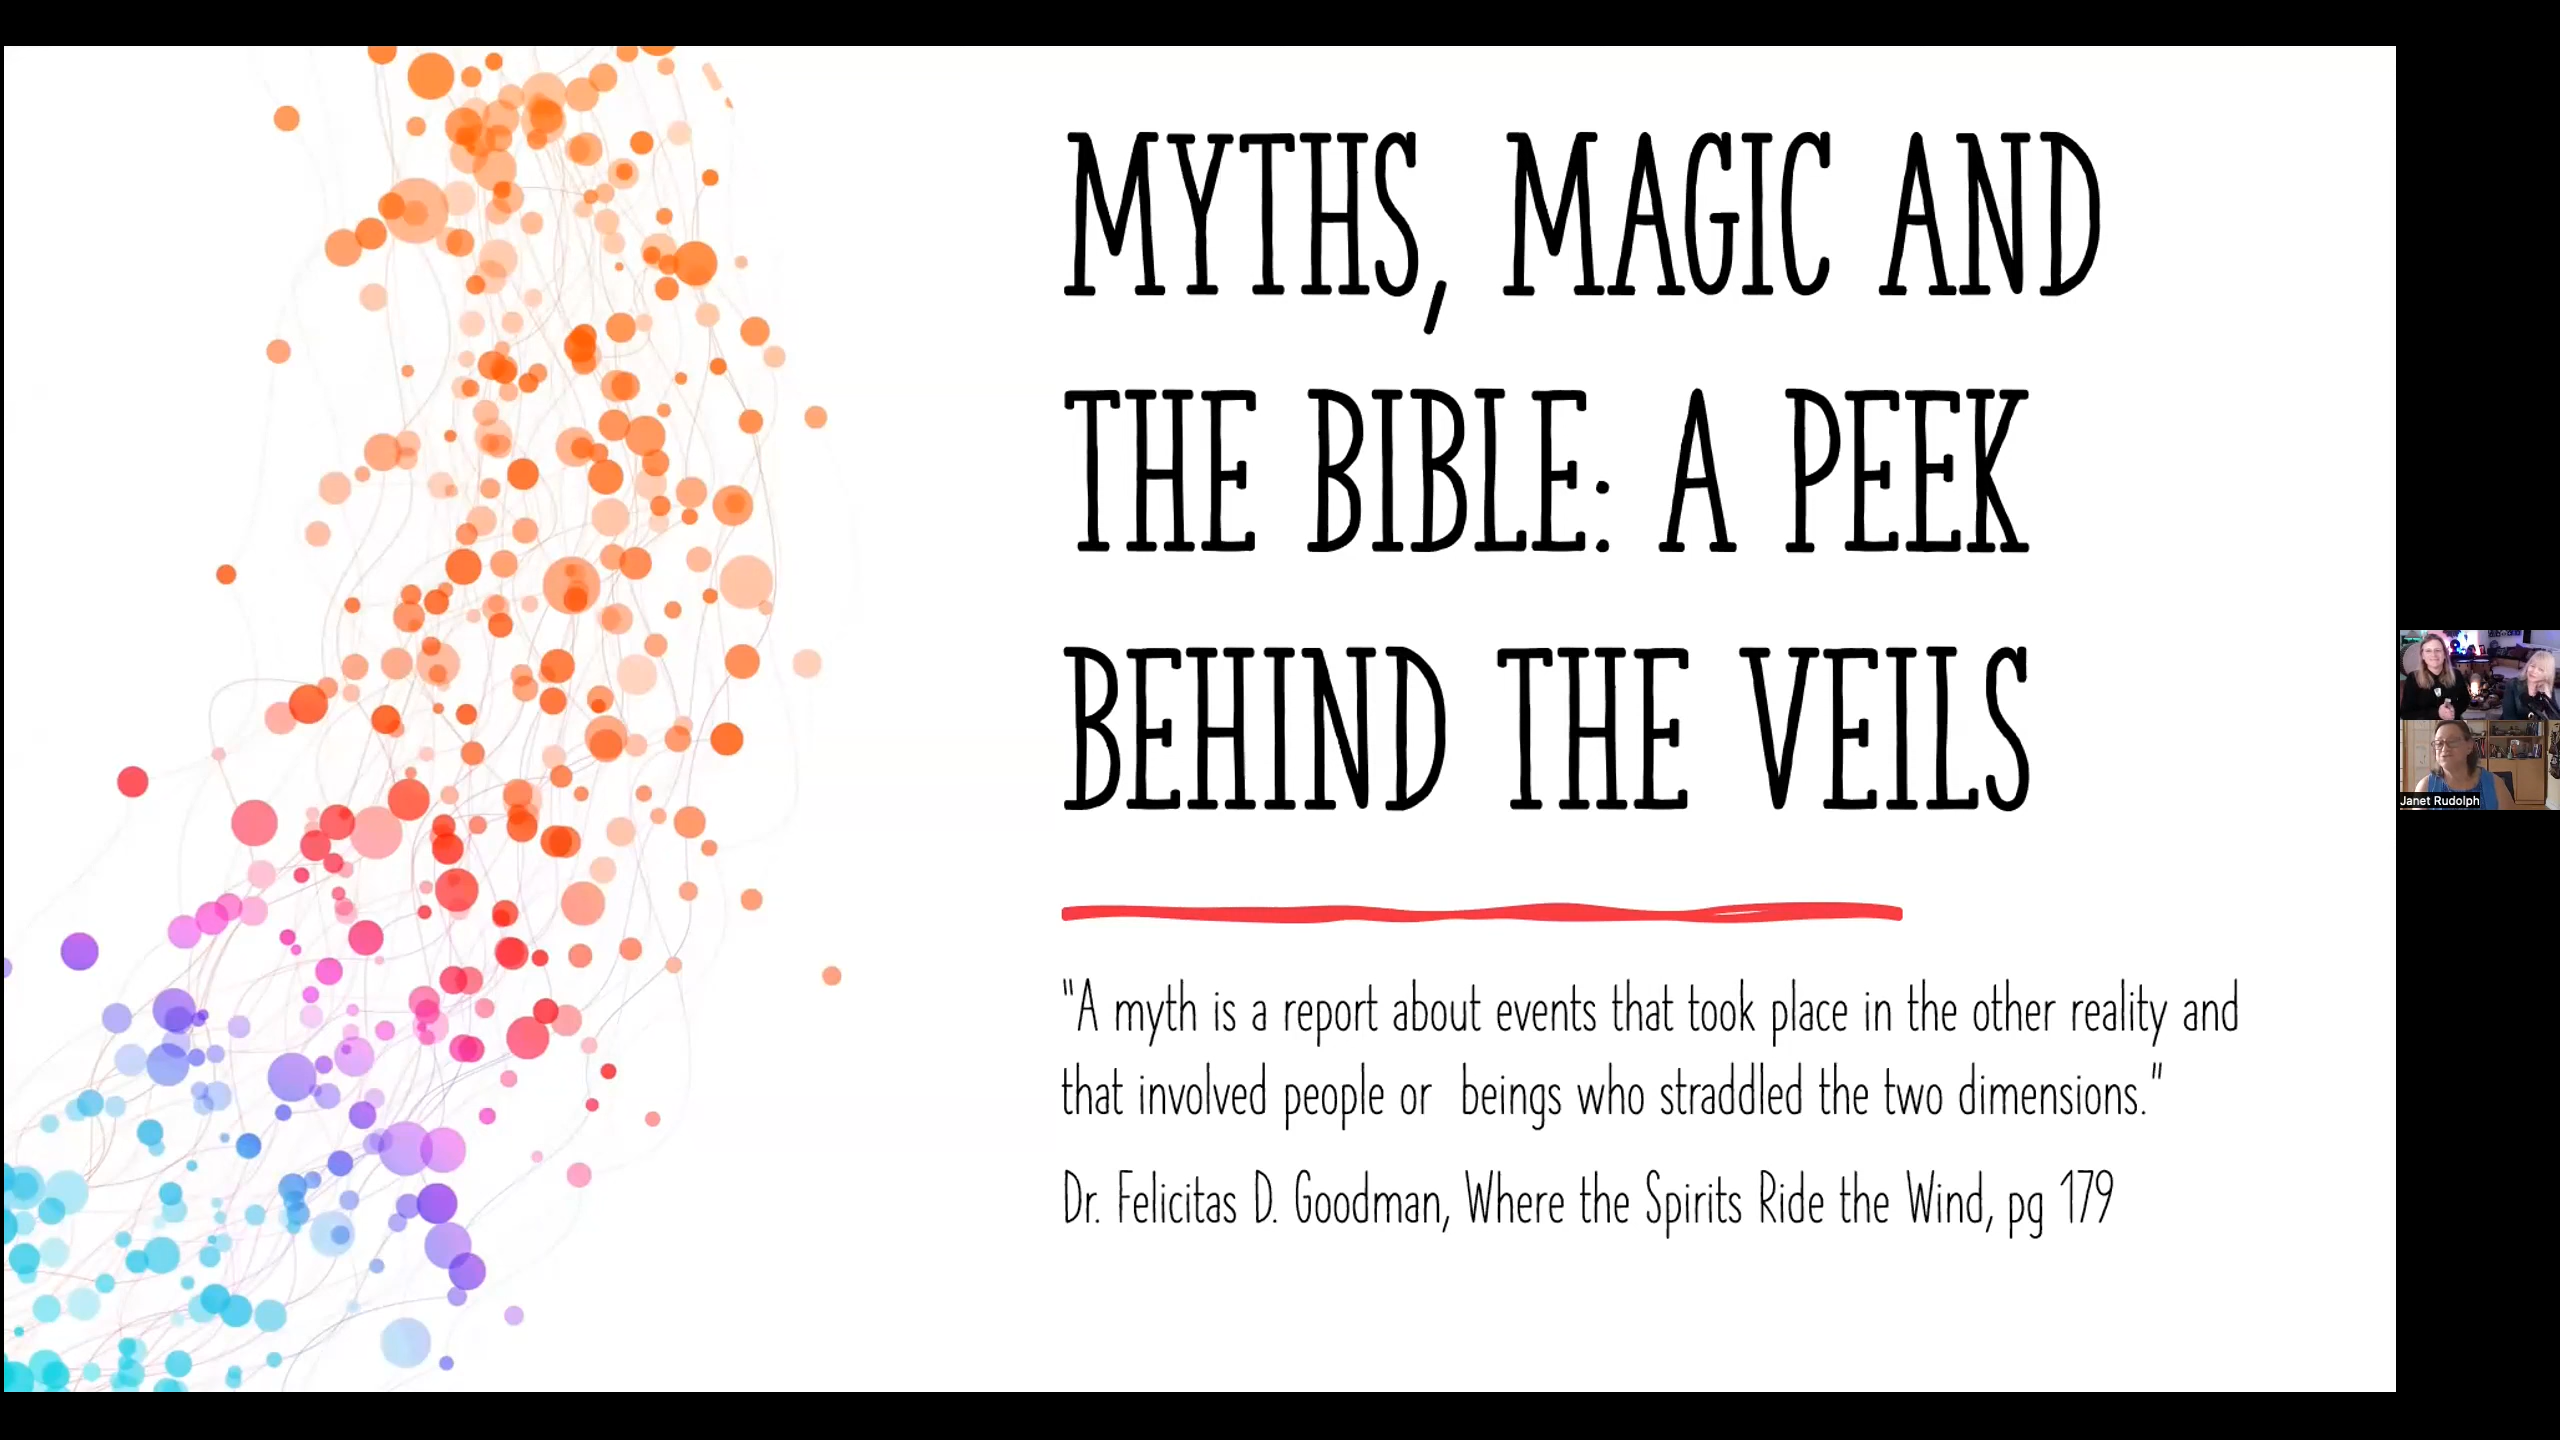 MYTHS, MAGIC AND
THE BIBLE: A PEEK
BEHIND THE VEILS
"A myth is a report about events that took place in the other reality and
that involved people or  beings who straddled the two dimensions."
Dr. Felicitas D. Goodman, Where the Spirits Ride the Wind, pg 179
Janet Rudolph